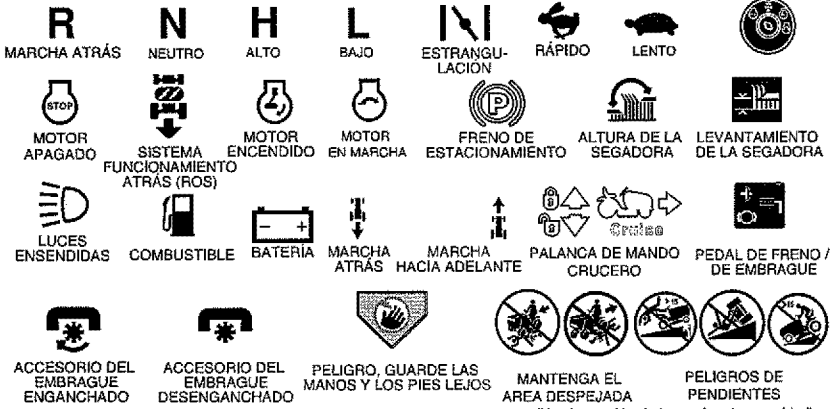 R N H L
MARCHA ATRÁS NEUTRO ALTO BAJO ESTRANGU-
LACION RÁPIDO LENTO
STOP P
MOTOR
APAGADO
SISTEMA
FUNCIONAMIENTO
ATRÁS (ROS)
MOTOR
ENCENDIDO
MOTOR
EN MARCHA
FRENO DE
ESTACIONAMIENTO
ALTURA DE LA
SEGADORA
LEVANTAMIENTO
DE LA SEGADORA
LUCES
ENSENDIDAS
COMBUSTIBLE
- +
BATERÍA
MARCHA
ATRÁS
MARCHA
HACIA ADELANTE
Cruise
PALANCA DE MANDO
CRUCERO
PEDAL DE FRENO /
DE EMBRAGUE
ACCESORIO DEL
EMBRAGUE
ENGANCHADO
ACCESORIO DEL
EMBRAGUE
DESENGANCHADO
PELIGRO, GUARDE LAS
MANOS Y LOS PIES LEJOS
MANTENGA EL
AREA DESPEJADA
PELIGROS DE
PENDIENTES